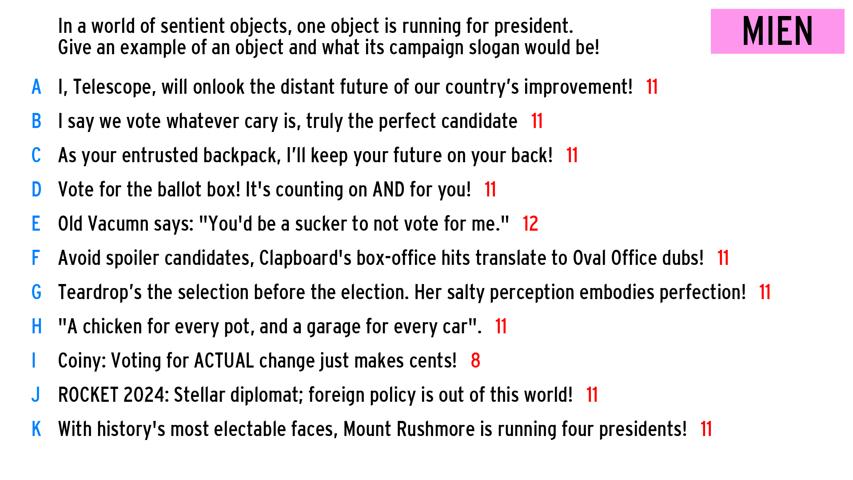 In a world of sentient objects, one object is running for president.
Give an example of an object and what its campaign slogan would be!
MIEN
A I, Telescope, will onlook the distant future of our country's improvement! 11
B I say we vote whatever cary is, truly the perfect candidate 11
C As your entrusted backpack, I'll keep your future on your back! 11
D Vote for the ballot box! It's counting on AND for you! 11
E Old Vacumn says: "You'd be a sucker to not vote for me." 12
F Avoid spoiler candidates, Clapboard's box-office hits translate to Oval Office dubs! 11
G Teardrop's the selection before the election. Her salty perception embodies perfection! 11
H "A chicken for every pot, and a garage for every car". 11
I Coiny: Voting for ACTUAL change just makes cents! 8
J ROCKET 2024: Stellar diplomat; foreign policy is out of this world! 11
K With history's most electable faces, Mount Rushmore is running four presidents! 11